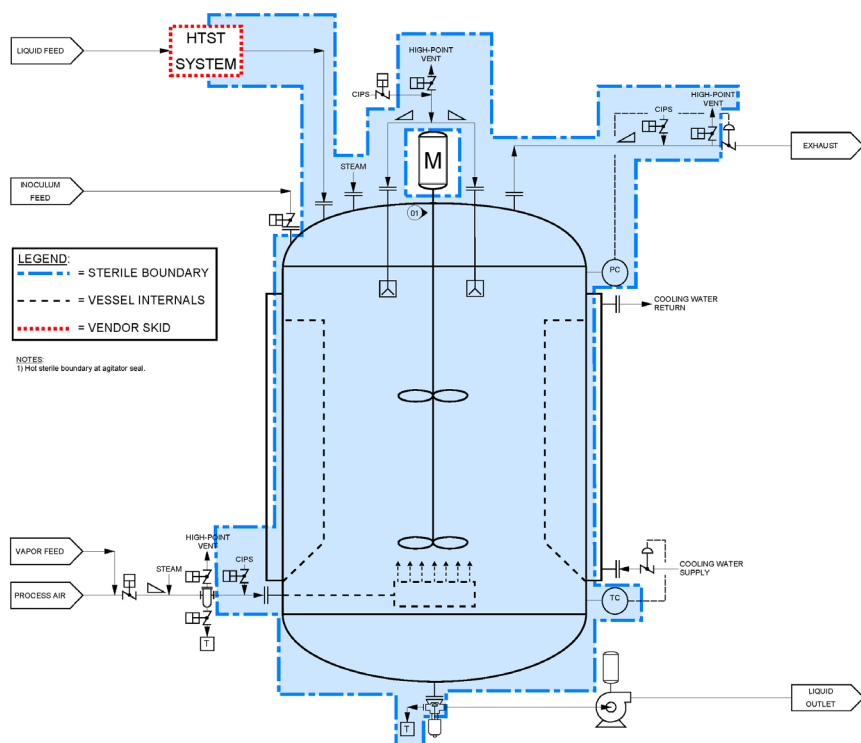 LIQUID FEED
HTST
SYSTEM
HIGH-POINT
VENT
CIPS
HIGH-POINT
VENT
CIPS
EXHAUST
M
STEAM
INOCULUM
FEED
01
LEGEND:
= STERILE BOUNDARY
= VESSEL INTERNALS
= VENDOR SKID
NOTES:
1) Hot sterile boundary at agitator seal.
PC
COOLING WATER
RETURN
VAPOR FEED
HIGH-POINT
VENT
STEAM
CIPS
PROCESS AIR
T
COOLING WATER
SUPPLY
TC
LIQUID
OUTLET
T